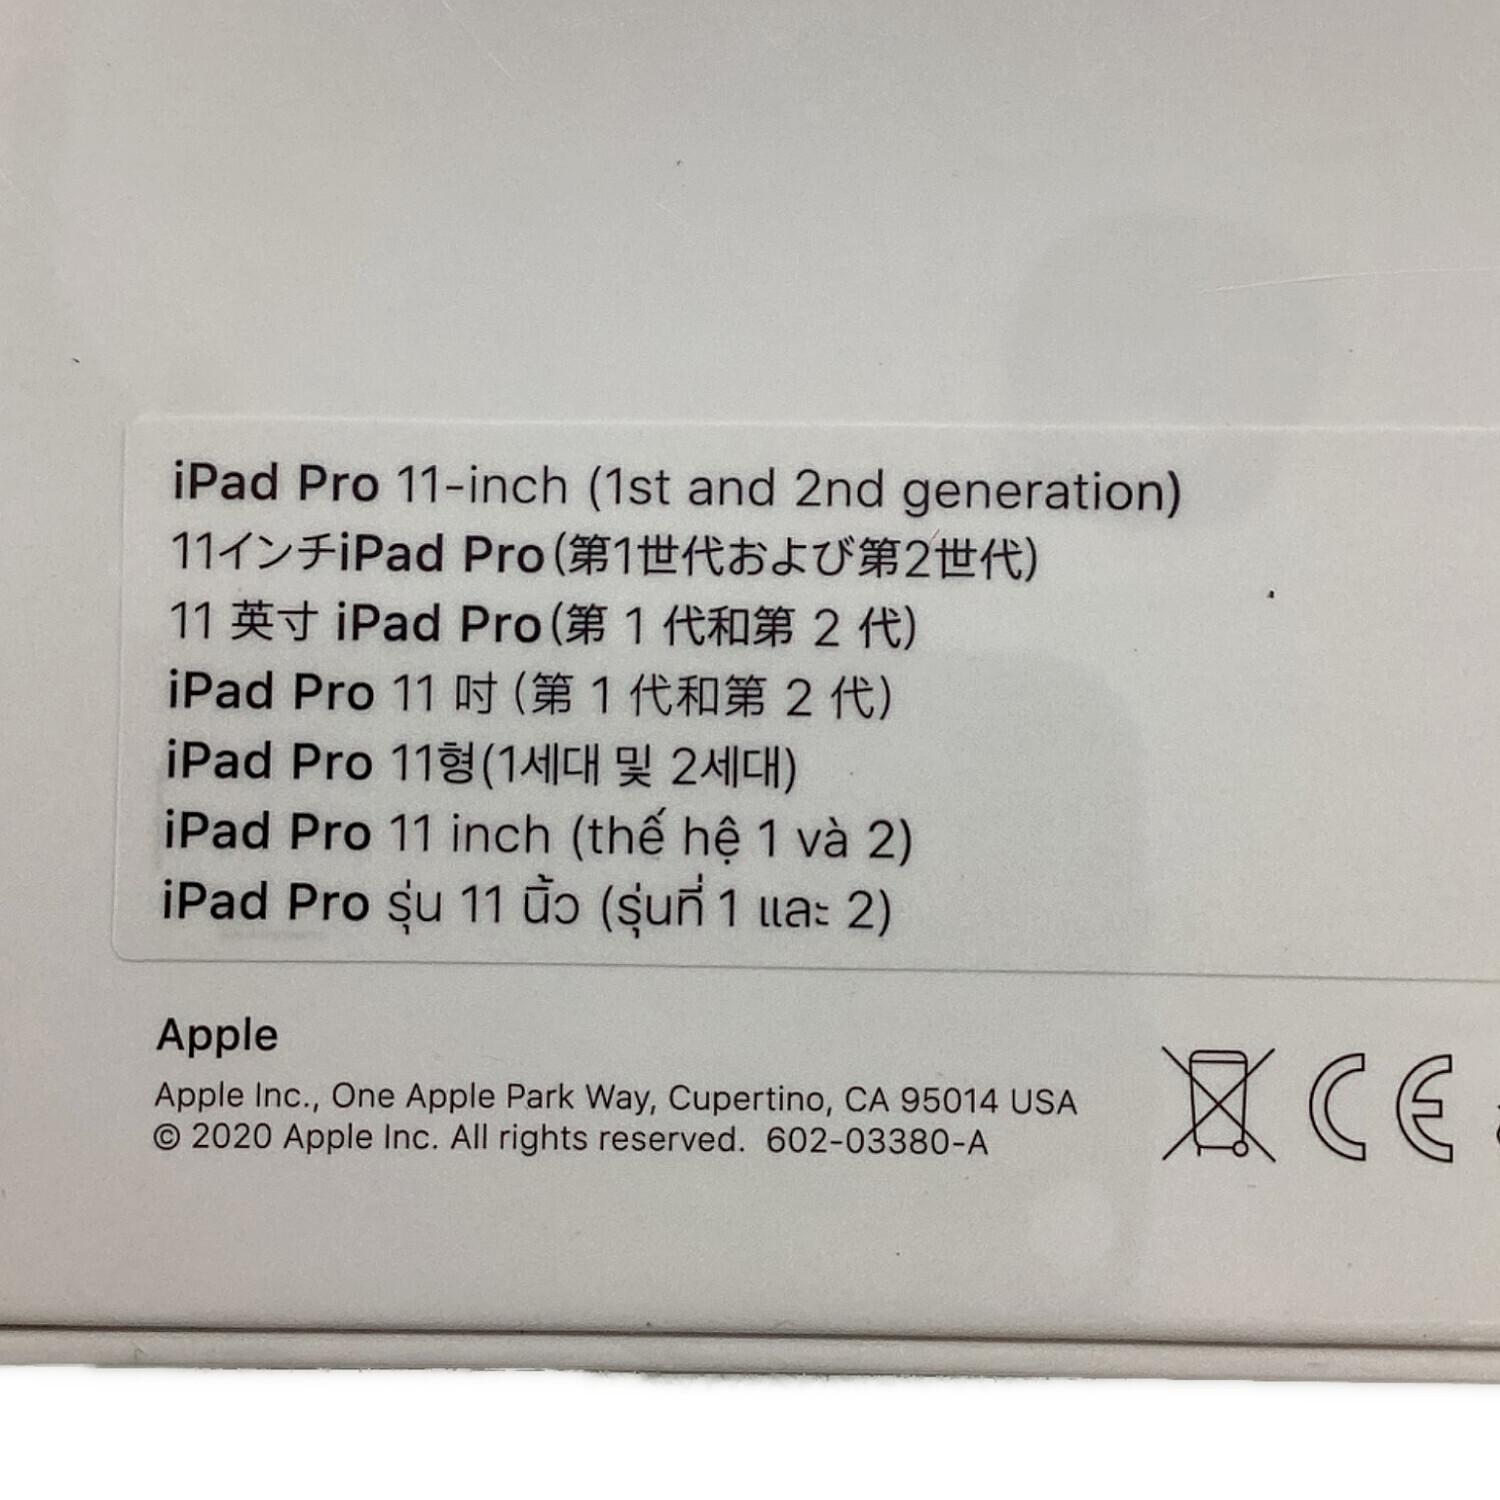 iPad Pro 11-inch (1st and 2nd generation)
11インチiPad Pro(第1世代および第2世代)
11 英寸 iPad Pro(第 1 代和第 2 代)
iPad Pro 11 吋 (第 1 代和第 2 代)
iPad Pro 11형(1세대 및 2세대)
iPad Pro 11 inch (thế hệ 1 và 2)
iPad Pro รุ่น 11 นิ้ว (รุ่นที่ 1 และ 2)
Apple
Apple Inc., One Apple Park Way, Cupertino, CA 95014 USA
© 2020 Apple Inc. All rights reserved. 602-03380-A
CE